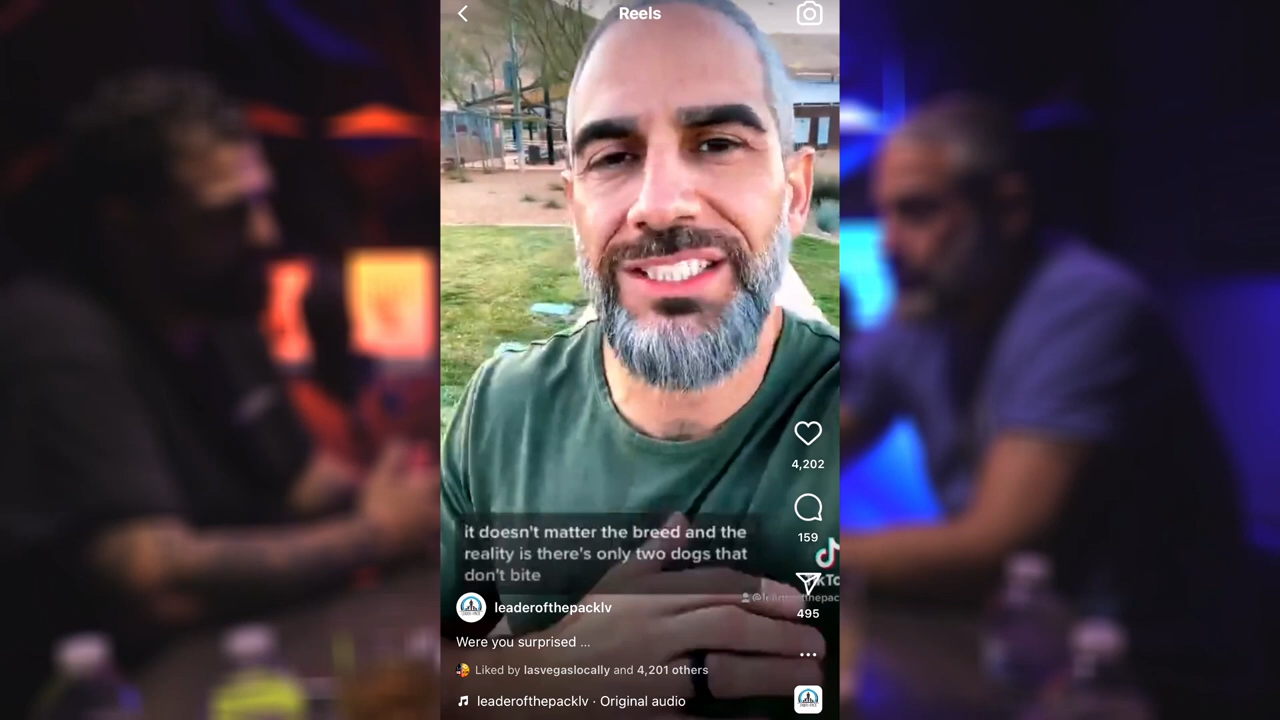 Reels
4,202
159
it doesn't matter the breed and the
reality is there's only two dogs that
don't bite
leaderofthepacklv
495
Were you surprised ...
Liked by lasvegaslocally and 4,201 others
leaderofthepacklv · Original audio